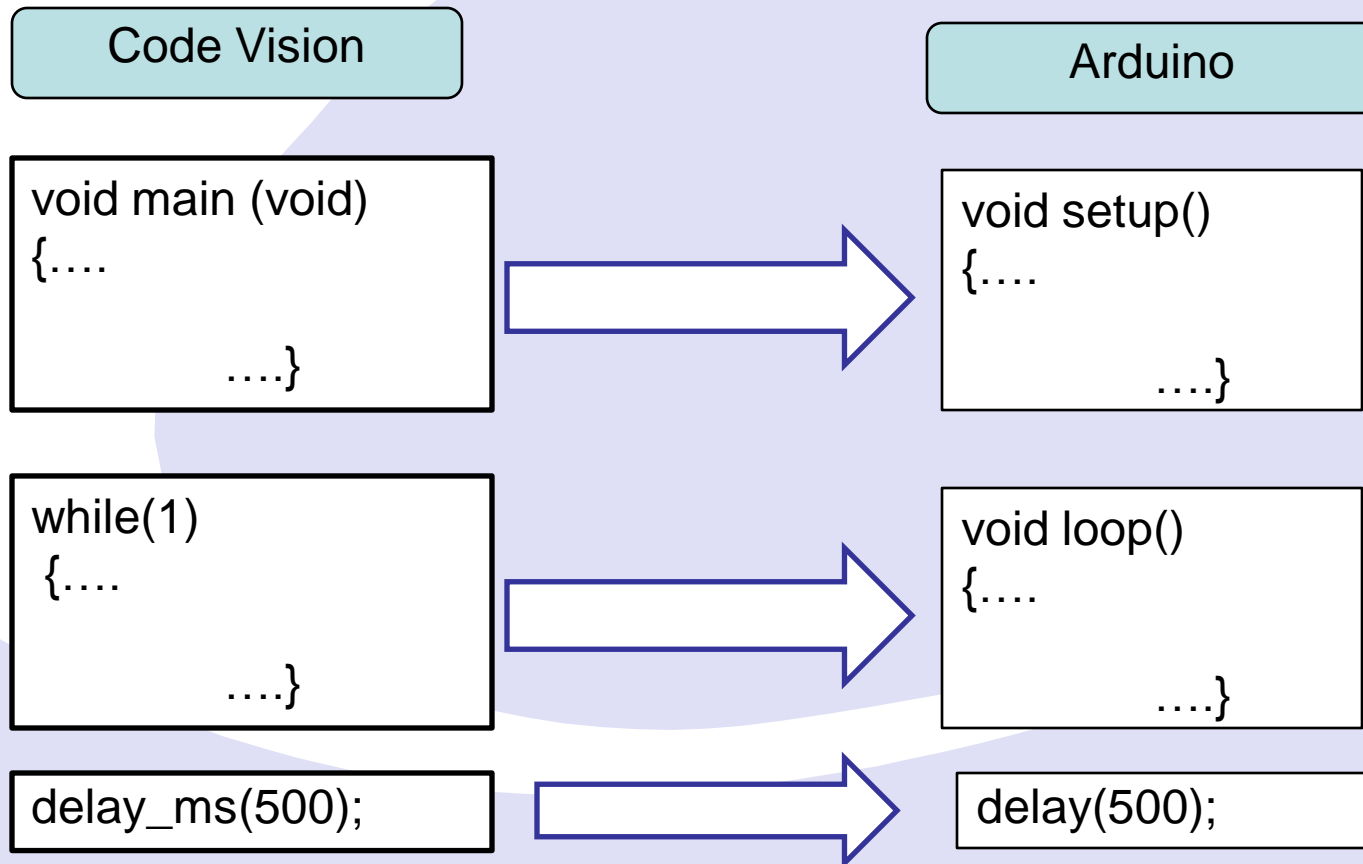 Code Vision
Arduino
void main (void)
{….
….}
void setup()
{….
….}
while(1)
{….
….}
void loop()
{….
….}
delay_ms(500);
delay(500);